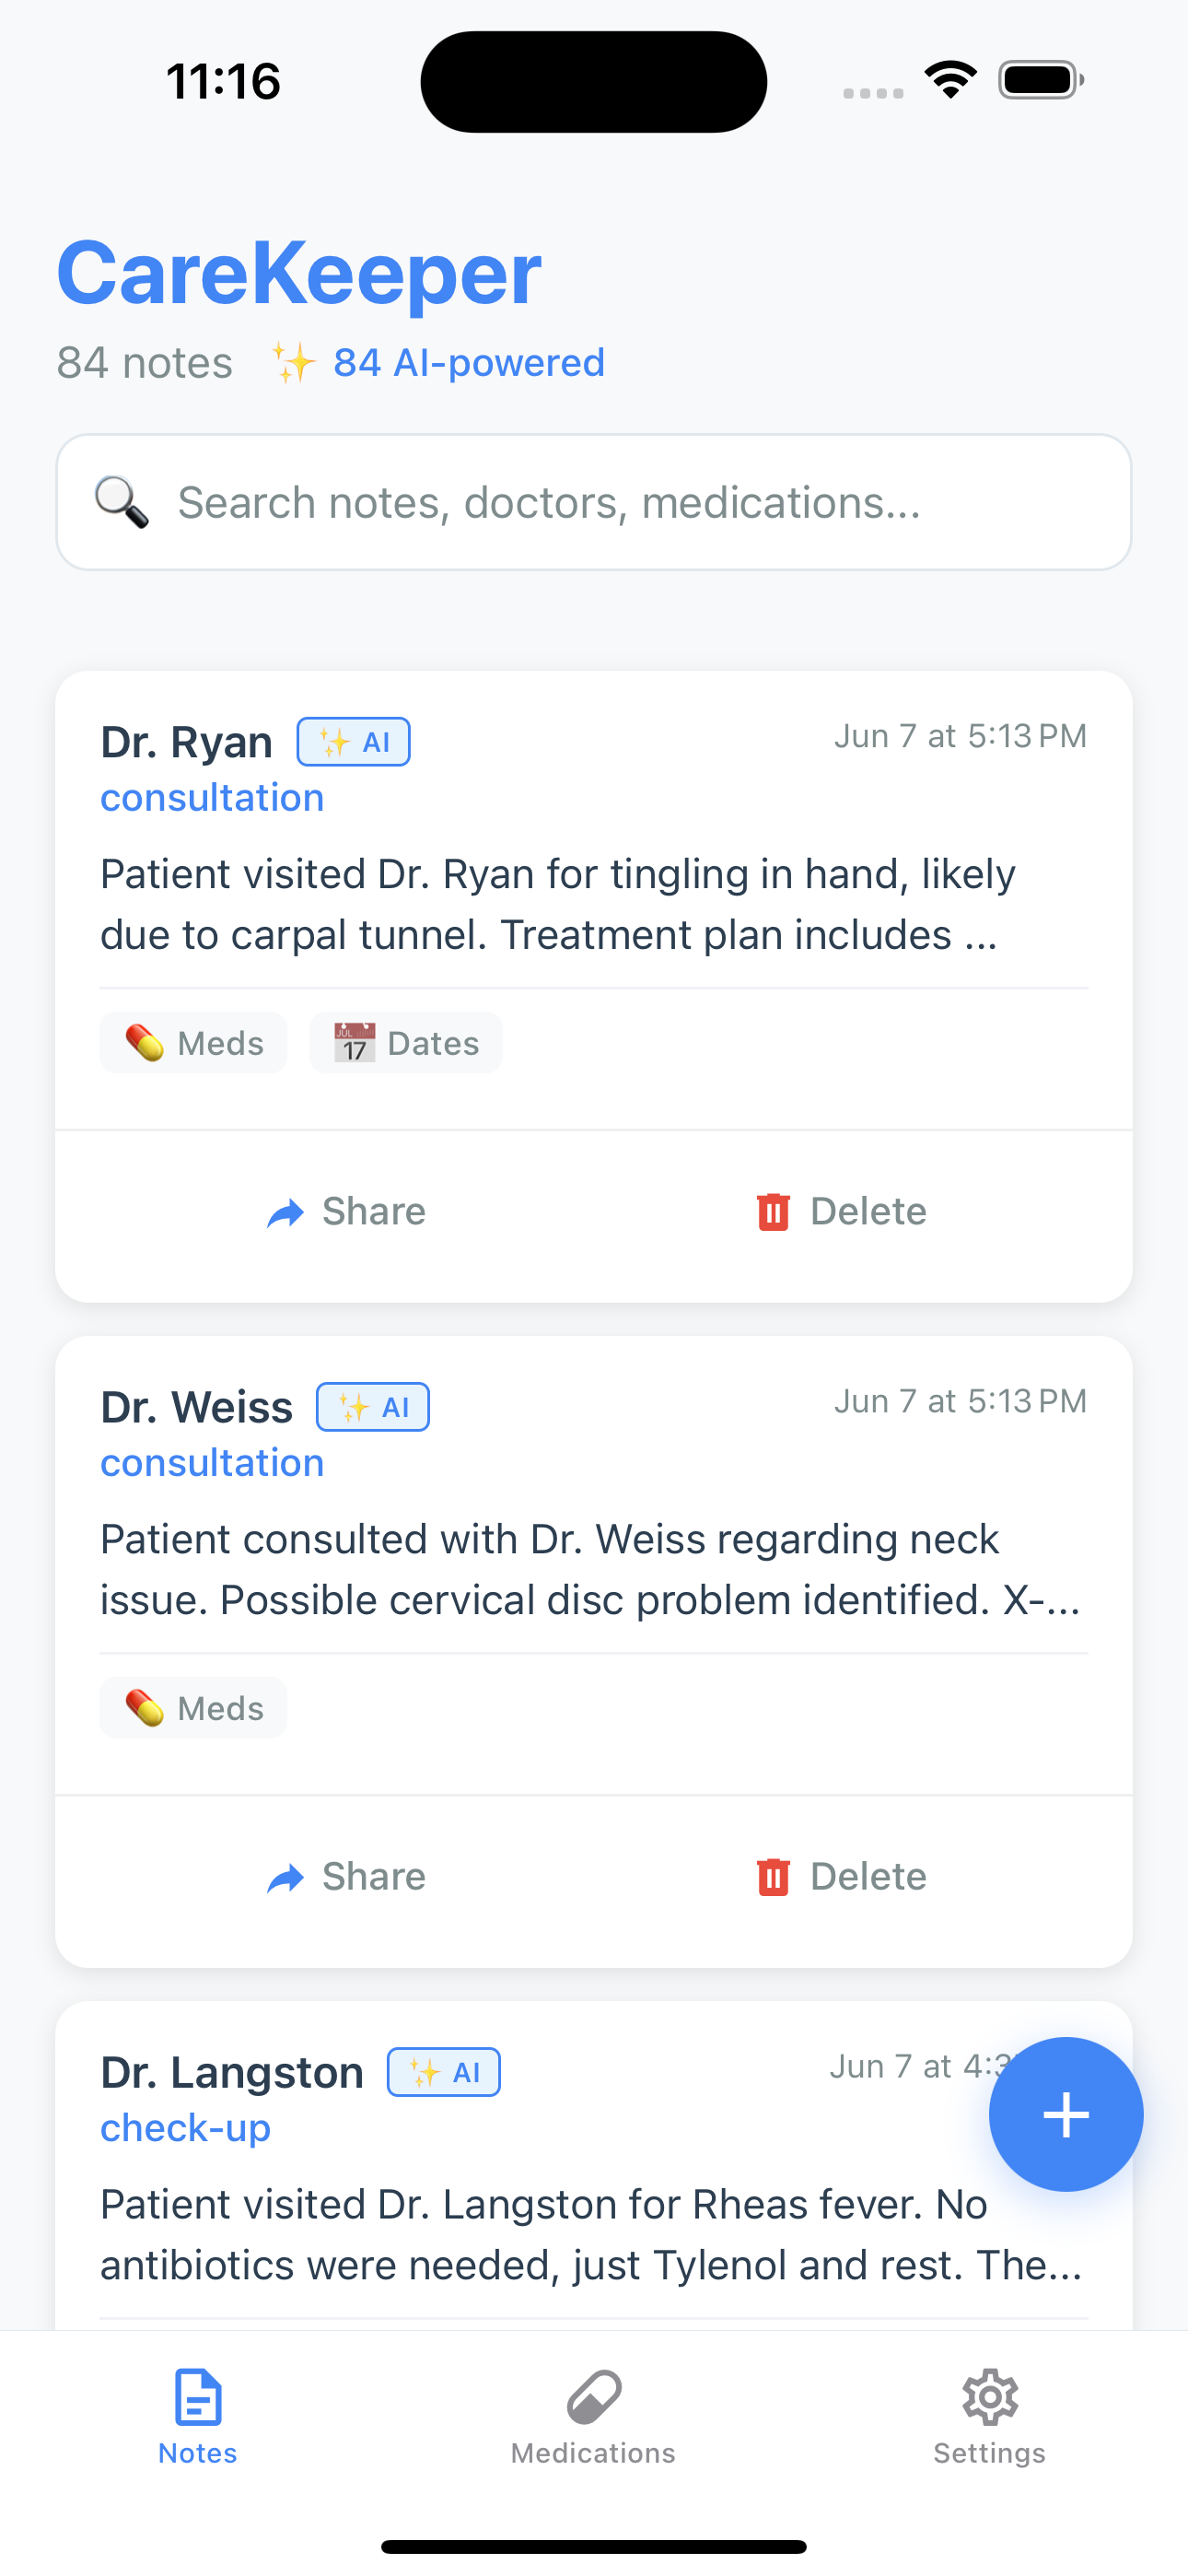 11:16
CareKeeper
84 notes ✨ 84 AI-powered
Search notes, doctors, medications...
Dr. Ryan ✨ AI Jun 7 at 5:13 PM
consultation
Patient visited Dr. Ryan for tingling in hand, likely
due to carpal tunnel. Treatment plan includes ...
Meds JUL 17 Dates
Share Delete
Dr. Weiss ✨ AI Jun 7 at 5:13 PM
consultation
Patient consulted with Dr. Weiss regarding neck
issue. Possible cervical disc problem identified. X-...
Meds
Share Delete
Dr. Langston ✨ AI Jun 7 at 4:3
check-up
Patient visited Dr. Langston for Rheas fever. No
antibiotics were needed, just Tylenol and rest. The...
Notes Medications Settings